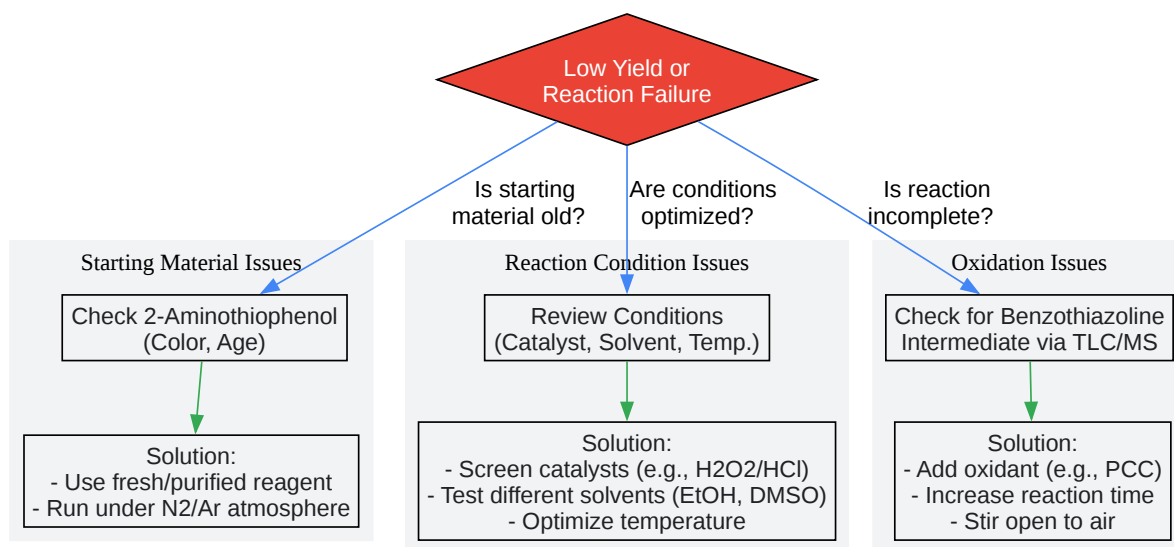 Low Yield or
Reaction Failure
Is starting
material old?
Are conditions
optimized?
Is reaction
incomplete?
Starting Material Issues
Check 2-Aminothiophenol
(Color, Age)
Solution:
- Use fresh/purified reagent
- Run under N2/Ar atmosphere
Reaction Condition Issues
Review Conditions
(Catalyst, Solvent, Temp.)
Solution:
- Screen catalysts (e.g., H2O2/HCl)
- Test different solvents (EtOH, DMSO)
- Optimize temperature
Oxidation Issues
Check for Benzothiazoline
Intermediate via TLC/MS
Solution:
- Add oxidant (e.g., PCC)
- Increase reaction time
- Stir open to air